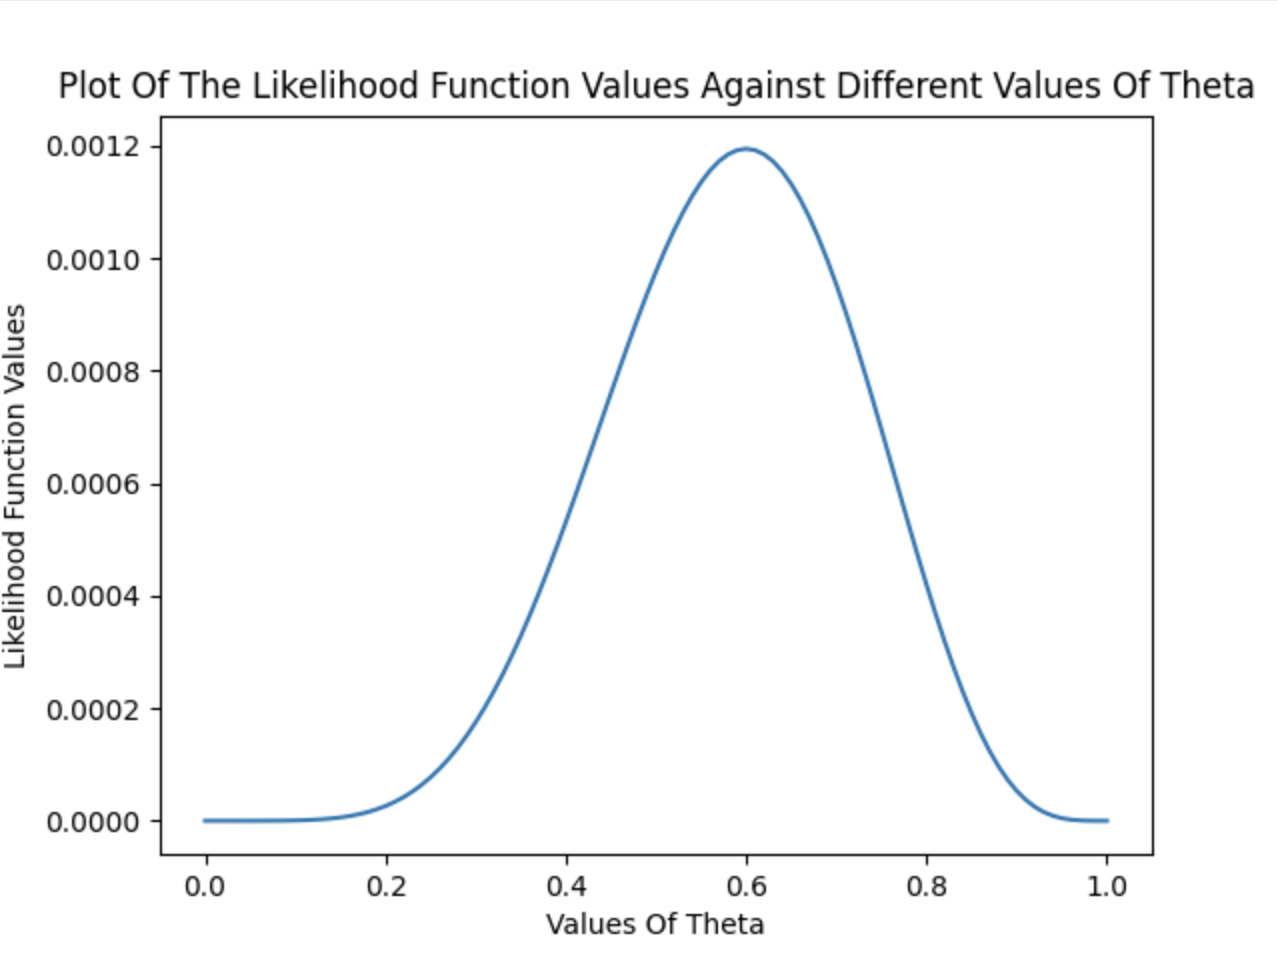 Plot Of The Likelihood Function Values Against Different Values Of Theta
0.0012
0.0010
0.0008
0.0006
0.0004
0.0002
0.0000
Likelihood Function Values
0.0 0.2 0.4 0.6 0.8 1.0
Values Of Theta